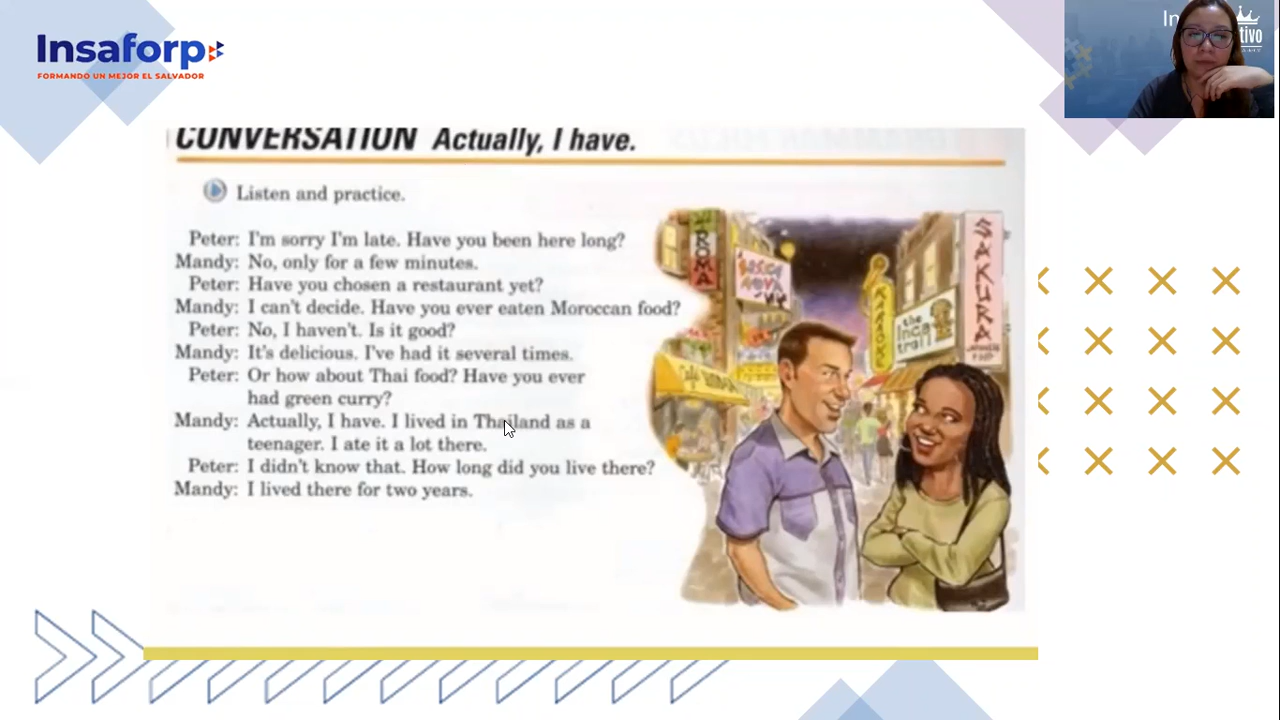 Insaforp
FORMANDO UN MEJOR EL SALVADOR
In
tivo
CONVERSATION Actually, I have.
Listen and practice.
Peter: I'm sorry I'm late. Have you been here long?
Mandy: No, only for a few minutes.
Peter: Have you chosen a restaurant yet?
Mandy: I can't decide. Have you ever eaten Moroccan food?
Peter: No, I haven't. Is it good?
Mandy: It's delicious. I've had it several times.
Peter: Or how about Thai food? Have you ever
had green curry?
Mandy: Actually, I have. I lived in Thailand as a
teenager. I ate it a lot there.
Peter: I didn't know that. How long did you live there?
Mandy: I lived there for two years.
ROMA
BOSSA
NOVA
the
Inca
trail
SAKURA